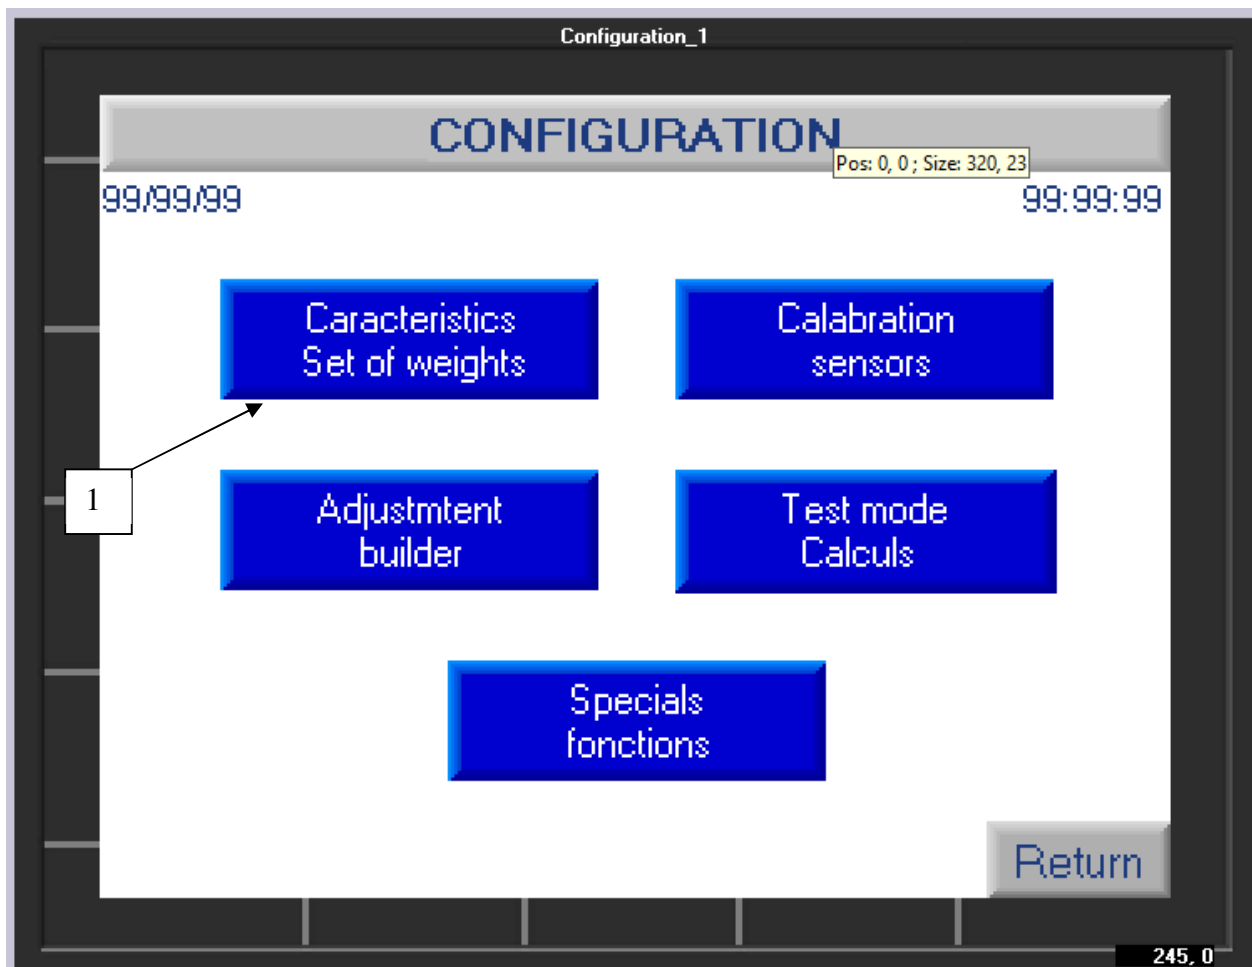 Configuration_1
CONFIGURATION
Pos: 0, 0 ; Size: 320, 23
99/99/99
99:99:99
Caracteristics
Set of weights
Calabration
sensors
1
Adjustmtent
builder
Test mode
Calculs
Specials
fonctions
Return
245, 0